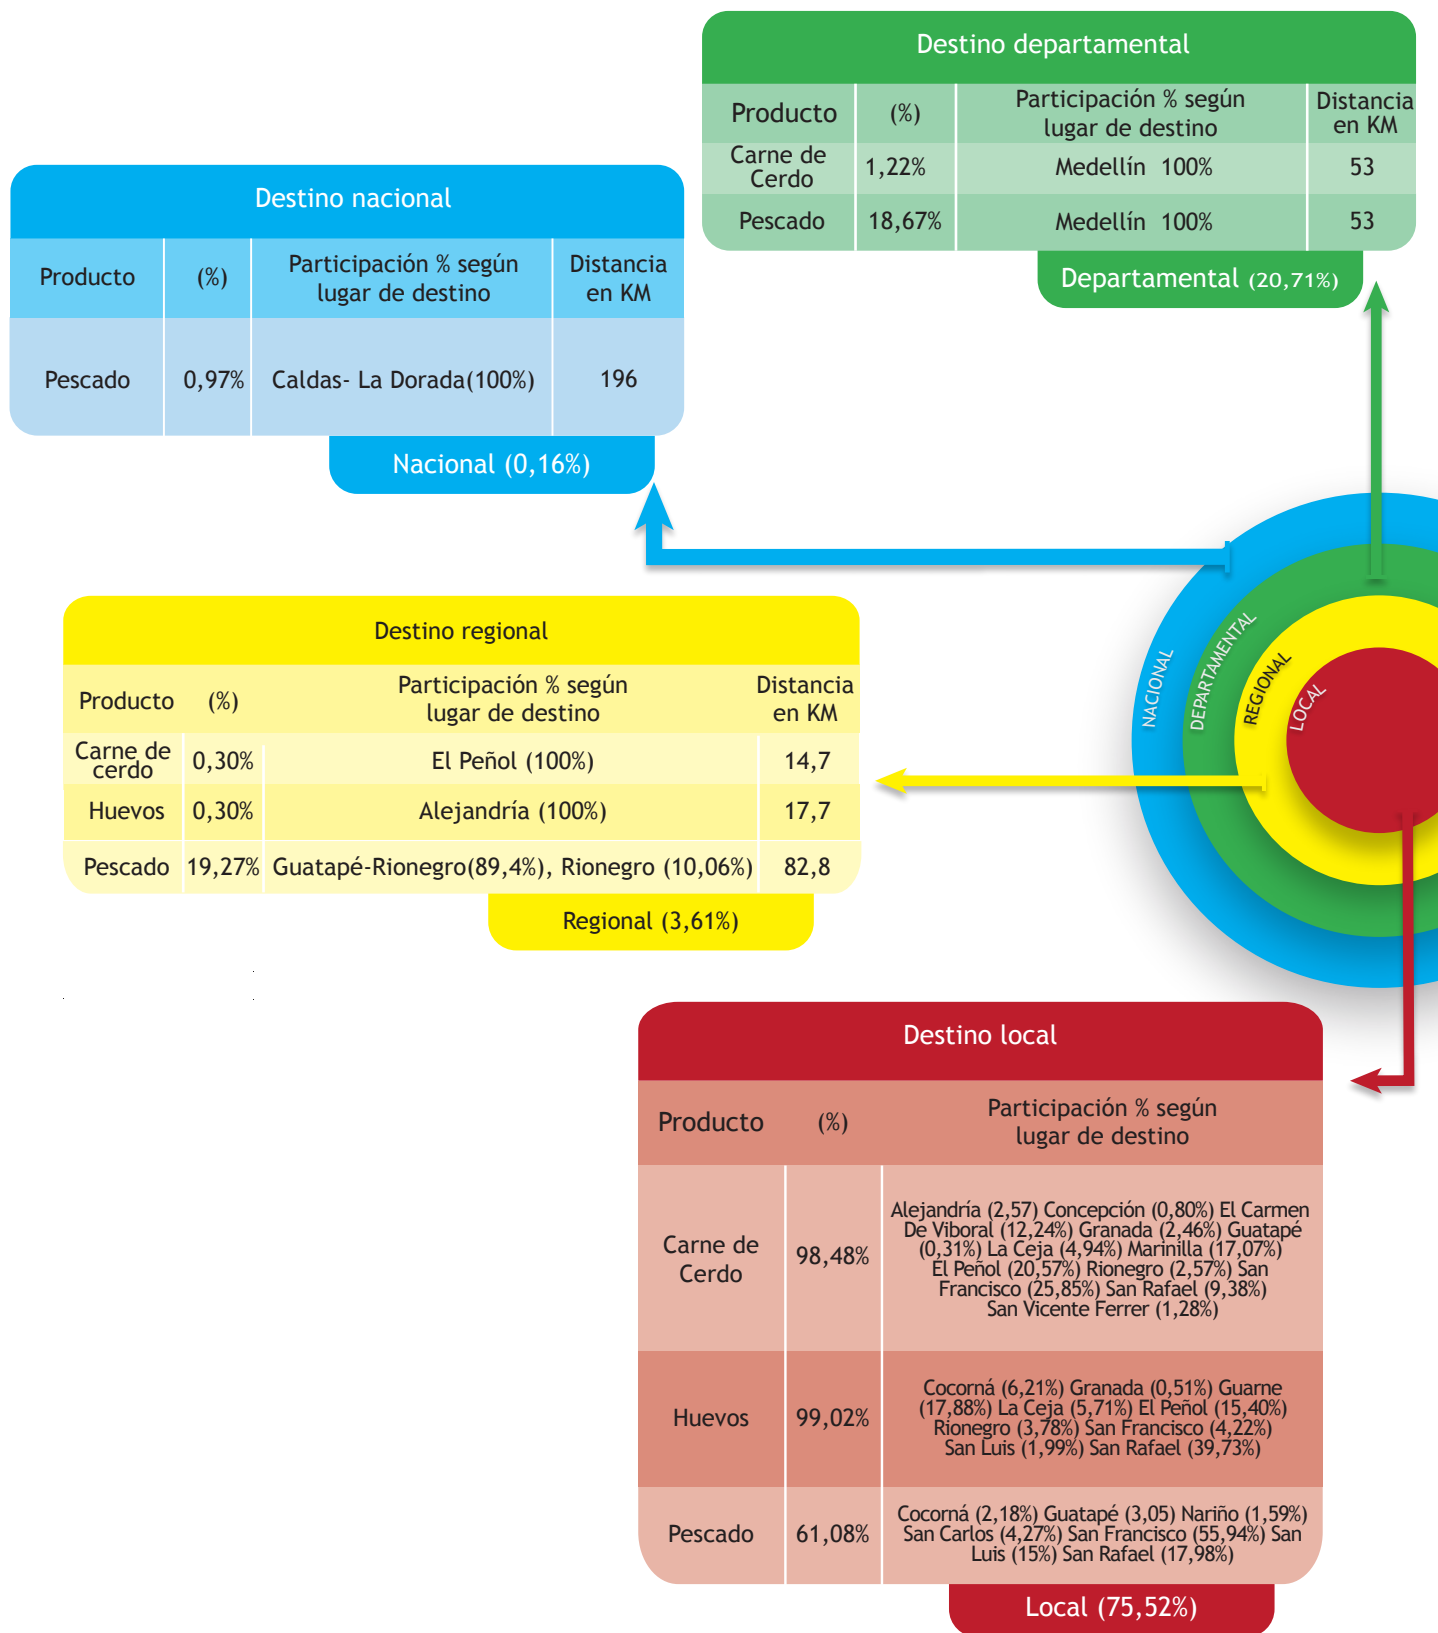 Destino departamental
Producto (%) Participación % según lugar de destino Distancia en KM
Carne de Cerdo 1,22% Medellín 100% 53
Pescado 18,67% Medellín 100% 53
Departamental (20,71%)
Destino nacional
Producto (%) Participación % según lugar de destino Distancia en KM
Pescado 0,97% Caldas- La Dorada(100%) 196
Nacional (0,16%)
NACIONAL
DEPARTAMENTAL
REGIONAL
LOCAL
Destino regional
Producto (%) Participación % según lugar de destino Distancia en KM
Carne de cerdo 0,30% El Peñol (100%) 14,7
Huevos 0,30% Alejandría (100%) 17,7
Pescado 19,27% Guatapé-Rionegro(89,4%), Rionegro (10,06%) 82,8
Regional (3,61%)
Destino local
Producto (%) Participación % según lugar de destino
Carne de Cerdo 98,48%
Alejandría (2,57) Concepción (0,80%) El Carmen
De Viboral (12,24%) Granada (2,46%) Guatapé
(0,31%) La Ceja (4,94%) Marinilla (17,07%)
El Peñol (20,57%) Rionegro (2,57%) San
Francisco (25,85%) San Rafael (9,38%)
San Vicente Ferrer (1,28%)
Huevos 99,02%
Cocorná (6,21%) Granada (0,51%) Guarne
(17,88%) La Ceja (5,71%) El Peñol (15,40%)
Rionegro (3,78%) San Francisco (4,22%)
San Luis (1,99%) San Rafael (39,73%)
Pescado 61,08%
Cocorná (2,18%) Guatapé (3,05) Nariño (1,59%)
San Carlos (4,27%) San Francisco (55,94%) San
Luis (15%) San Rafael (17,98%)
Local (75,52%)